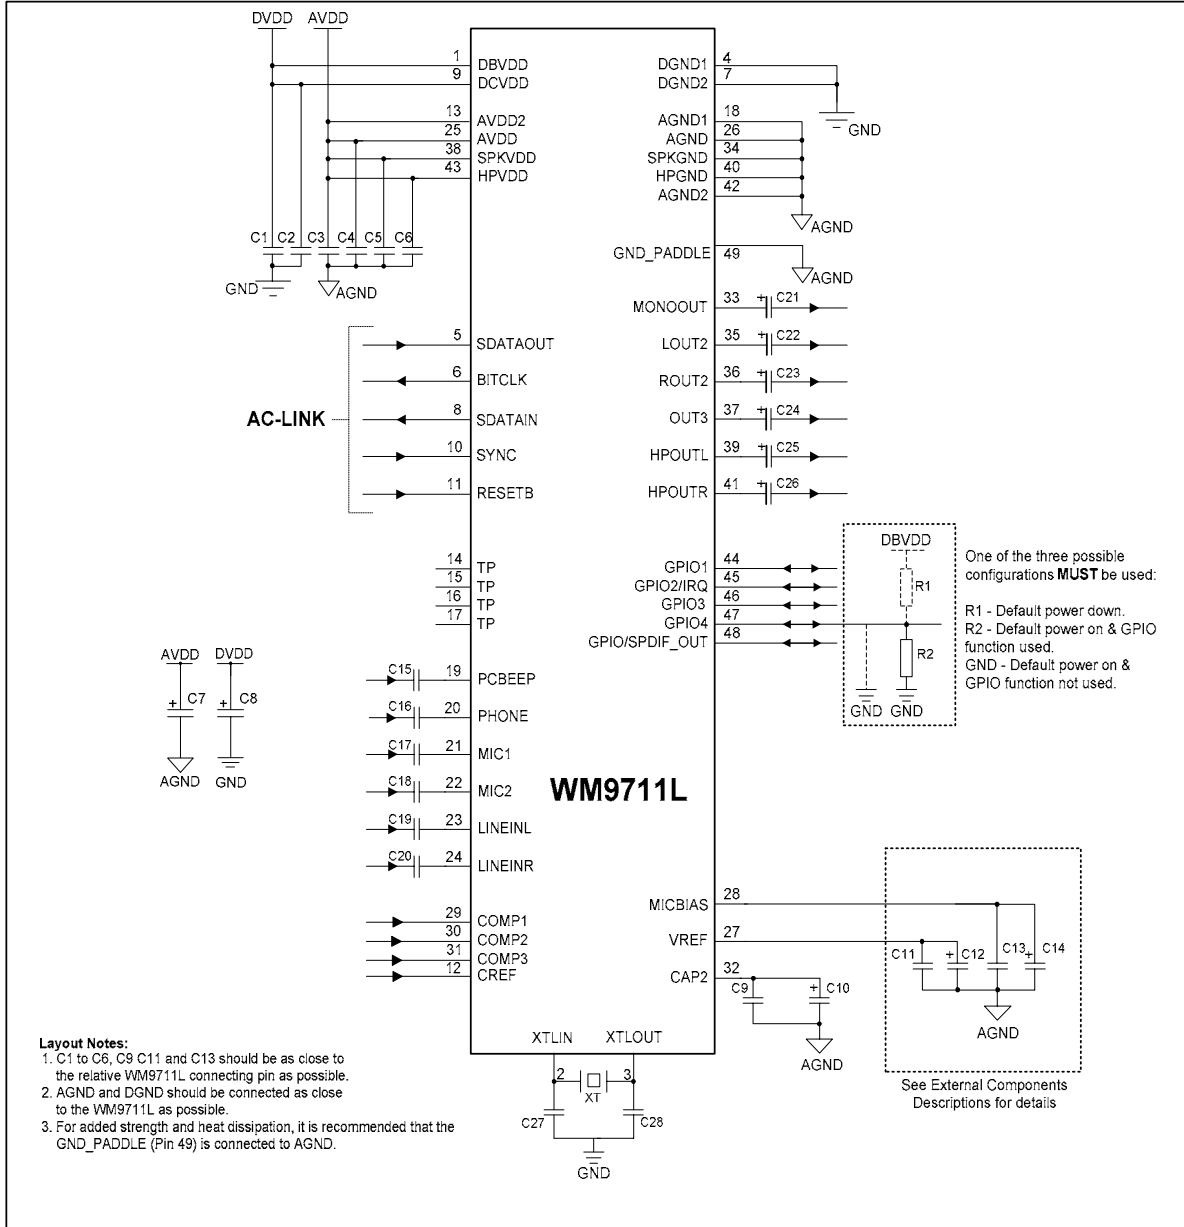 DVDD AVDD
1 DBVDD
9 DCVDD
13 AVDD2
25 AVDD
38 SPKVDD
43 HPVDD
C1 C2 C3 C4 C5 C6
GND AGND
DGND1 4
DGND2 7
GND
AGND1 18
AGND 26
SPKGND 34
HPGND 40
AGND2 42
AGND
GND_PADDLE 49
AGND
MONOOUT 33 + C21
LOUT2 35 + C22
ROUT2 36 + C23
OUT3 37 + C24
HPOUTL 39 + C25
HPOUTR 41 + C26
AC-LINK
5 SDATAOUT
6 BITCLK
8 SDATAIN
10 SYNC
11 RESETB
14 TP
15 TP
16 TP
17 TP
GPIO1 44
GPIO2/IRQ 45
GPIO3 46
GPIO4 47
GPIO/SPDIF_OUT 48
DBVDD
R1
R2
GND GND
One of the three possible
configurations MUST be used:
R1 - Default power down.
R2 - Default power on & GPIO
function used.
GND - Default power on &
GPIO function not used.
AVDD DVDD
+ C7 + C8
AGND GND
C15 19 PCBEEP
C16 20 PHONE
C17 21 MIC1
C18 22 MIC2
C19 23 LINEINL
C20 24 LINEINR
WM9711L
29 COMP1
30 COMP2
31 COMP3
12 CREF
MICBIAS 28
VREF 27
CAP2 32
C9 + C10
AGND
C11 + C12 C13 + C14
AGND
See External Components
Descriptions for details
XTLIN XTLOUT
2 3
XT
C27 C28
GND
Layout Notes:
1. C1 to C6, C9 C11 and C13 should be as close to
the relative WM9711L connecting pin as possible.
2. AGND and DGND should be connected as close
to the WM9711L as possible.
3. For added strength and heat dissipation, it is recommended that the
GND_PADDLE (Pin 49) is connected to AGND.